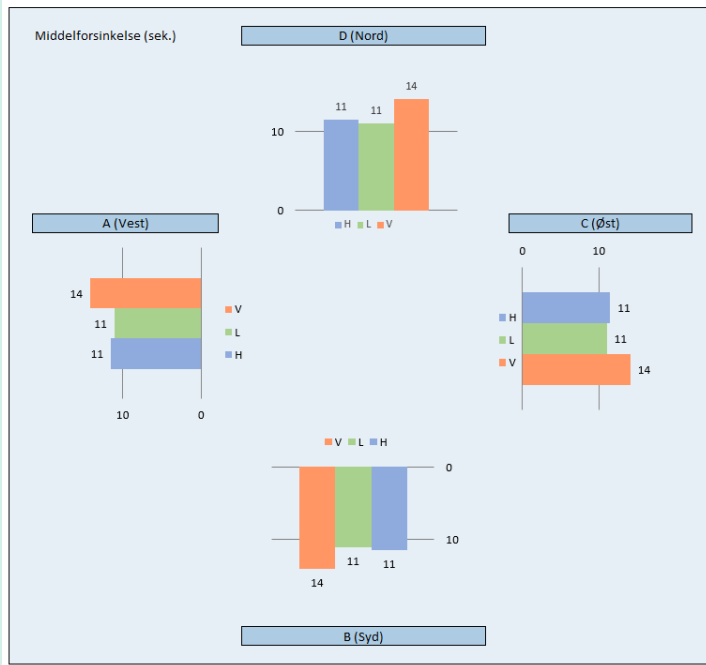 Middelforsinkelse (sek.)
D (Nord)
14
11
11
10
0
H L V
A (Vest)
C (Øst)
0 10
14
11
11
V
L
H
10 0
H
L
V
11
11
14
V L H
0
10
14
11
11
B (Syd)